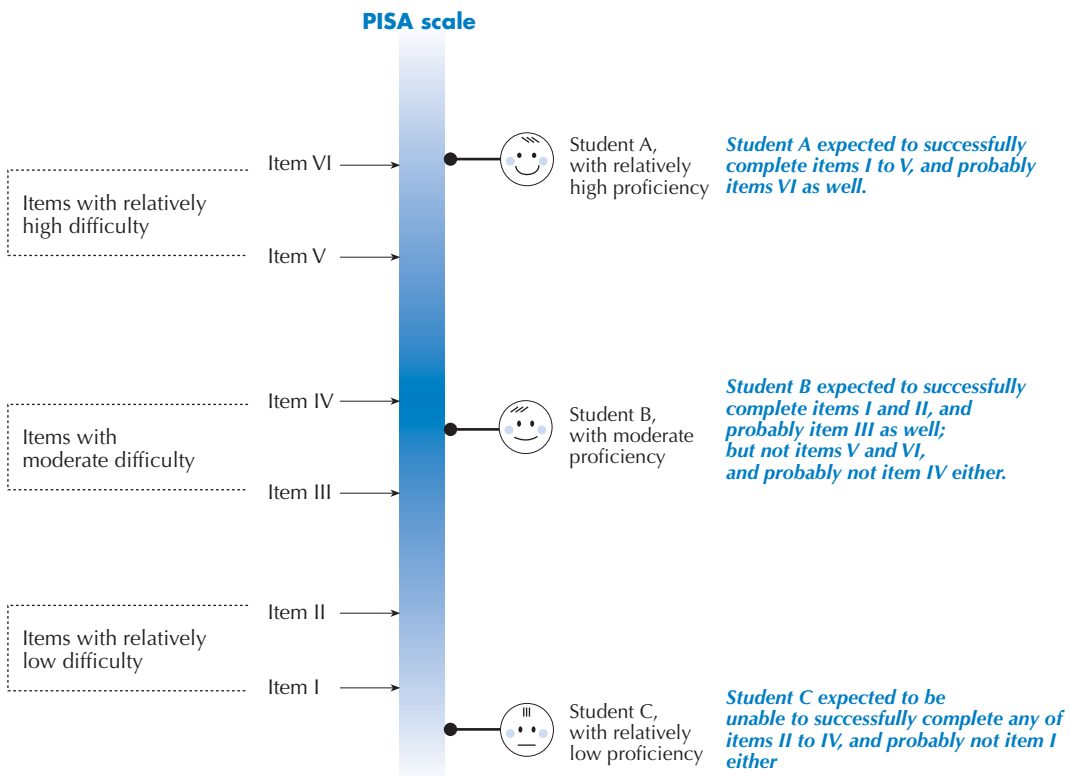 PISA scale
Item VI
Student A,
with relatively
high proficiency
Student A expected to successfully
complete items I to V, and probably
items VI as well.
Items with relatively
high difficulty
Item V
Item IV
Student B,
with moderate
proficiency
Student B expected to successfully
complete items I and II, and
probably item III as well;
but not items V and VI,
and probably not item IV either.
Items with
moderate difficulty
Item III
Item II
Items with relatively
low difficulty
Item I
Student C,
with relatively
low proficiency
Student C expected to be
unable to successfully complete any of
items II to IV, and probably not item I
either